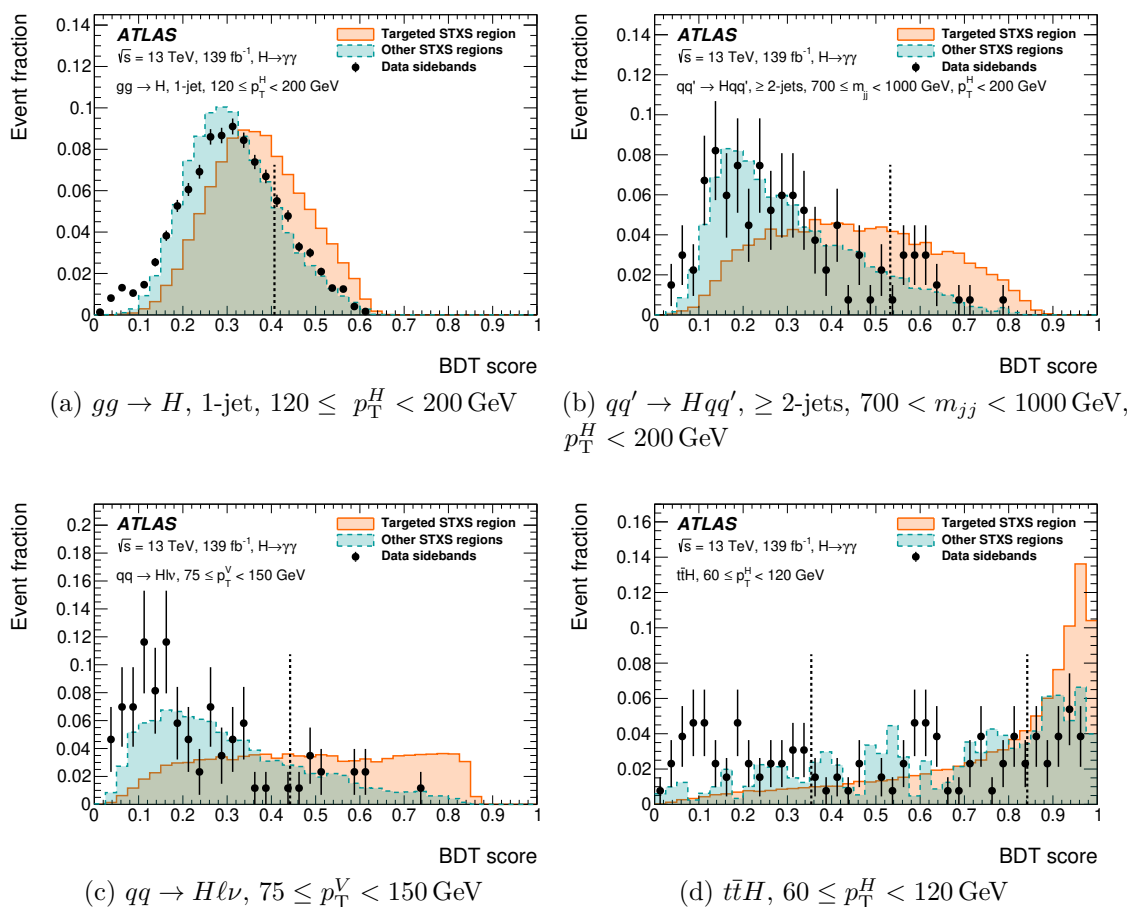 Event fraction
ATLAS
√s = 13 TeV, 139 fb⁻¹, H→γγ
gg → H, 1-jet, 120 ≤ p_T^H < 200 GeV
Targeted STXS region
Other STXS regions
Data sidebands
0.14
0.12
0.1
0.08
0.06
0.04
0.02
0
0 0.1 0.2 0.3 0.4 0.5 0.6 0.7 0.8 0.9 1
BDT score
(a) gg → H, 1-jet, 120 ≤ p_T^H < 200 GeV
Event fraction
ATLAS
√s = 13 TeV, 139 fb⁻¹, H→γγ
qq' → Hqq', ≥ 2-jets, 700 ≤ m_jj < 1000 GeV, p_T^H < 200 GeV
Targeted STXS region
Other STXS regions
Data sidebands
0.14
0.12
0.1
0.08
0.06
0.04
0.02
0
0 0.1 0.2 0.3 0.4 0.5 0.6 0.7 0.8 0.9 1
BDT score
(b) qq′ → Hqq′, ≥ 2-jets, 700 < m_jj < 1000 GeV,
p_T^H < 200 GeV
Event fraction
ATLAS
√s = 13 TeV, 139 fb⁻¹, H→γγ
qq → Hlν, 75 ≤ p_T^V < 150 GeV
Targeted STXS region
Other STXS regions
Data sidebands
0.2
0.18
0.16
0.14
0.12
0.1
0.08
0.06
0.04
0.02
0
0 0.1 0.2 0.3 0.4 0.5 0.6 0.7 0.8 0.9 1
BDT score
(c) qq → Hℓν, 75 ≤ p_T^V < 150 GeV
Event fraction
ATLAS
√s = 13 TeV, 139 fb⁻¹, H→γγ
tt̄H, 60 ≤ p_T^H < 120 GeV
Targeted STXS region
Other STXS regions
Data sidebands
0.16
0.14
0.12
0.1
0.08
0.06
0.04
0.02
0
0 0.1 0.2 0.3 0.4 0.5 0.6 0.7 0.8 0.9 1
BDT score
(d) tt̄H, 60 ≤ p_T^H < 120 GeV